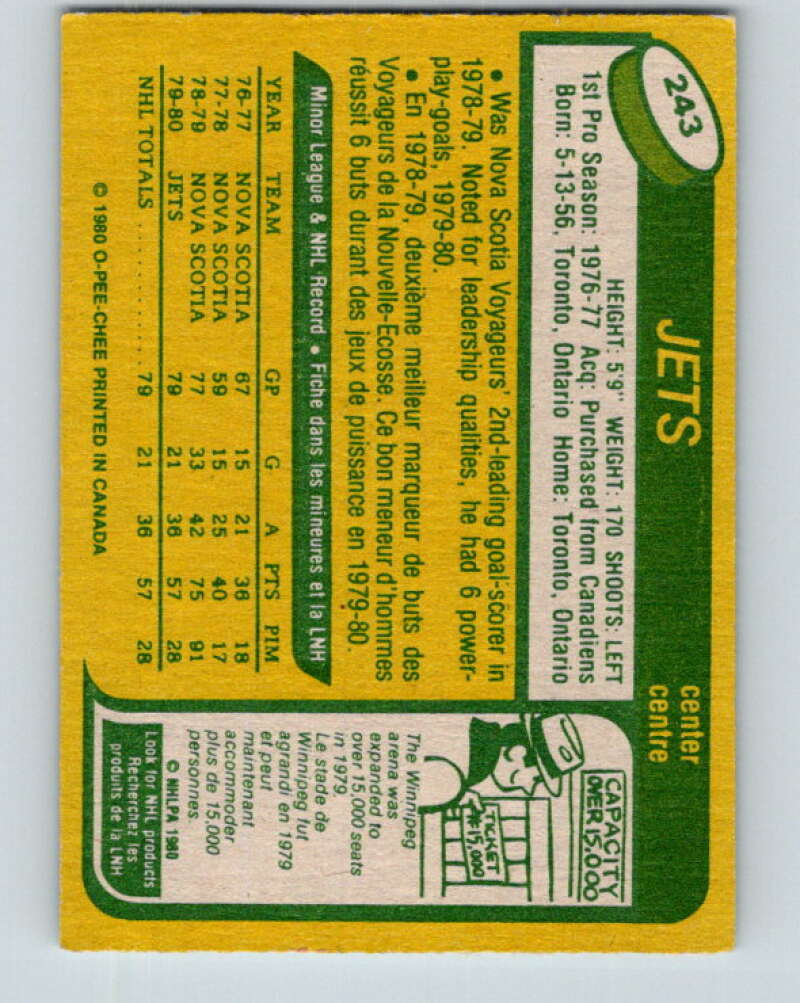 243
JETS
center
centre
HEIGHT: 5'9" WEIGHT: 170 SHOOTS: LEFT
1st Pro Season: 1976-77 Acq: Purchased from Canadiens
Born: 5-13-56, Toronto, Ontario Home: Toronto, Ontario
• Was Nova Scotia Voyageurs' 2nd-leading goal-scorer in
1978-79. Noted for leadership qualities, he had 6 power-
play-goals, 1979-80.
• En 1978-79, deuxième meilleur marqueur de buts des
Voyageurs de la Nouvelle-Ecosse. Ce bon meneur d'hommes
réussit 6 buts durant des jeux de puissance en 1979-80.
Minor League & NHL Record • Fiche dans les mineures et la LNH
YEAR TEAM GP G A PTS PIM
76-77 NOVA SCOTIA 67 15 21 36 18
77-78 NOVA SCOTIA 59 15 25 40 17
78-79 NOVA SCOTIA 77 33 42 75 91
79-80 JETS 79 21 36 57 28
NHL TOTALS ............... 79 21 36 57 28
© 1980 O-PEE-CHEE PRINTED IN CANADA
CAPACITY
OVER 15,000
TICKET
# 15,000
The Winnipeg
arena was
expanded to
over 15,000 seats
in 1979.
Le stade de
Winnipeg fut
agrandi en 1979
et peut
maintenant
accommoder
plus de 15,000
personnes.
© NHLPA 1980
Look for NHL products
Recherchez les
produits de la LNH